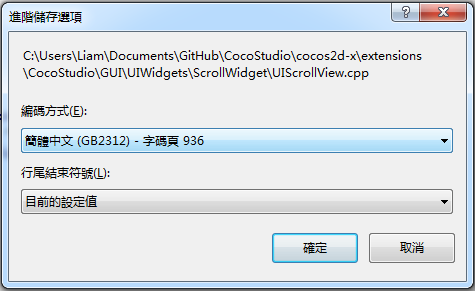 進階儲存選項
C:\Users\Liam\Documents\GitHub\CocoStudio\cocos2d-x\extensions
\CocoStudio\GUI\UIWidgets\ScrollWidget\UIScrollView.cpp
編碼方式(E):
簡體中文 (GB2312) - 字碼頁 936
行尾結束符號(L):
目前的設定值
確定
取消